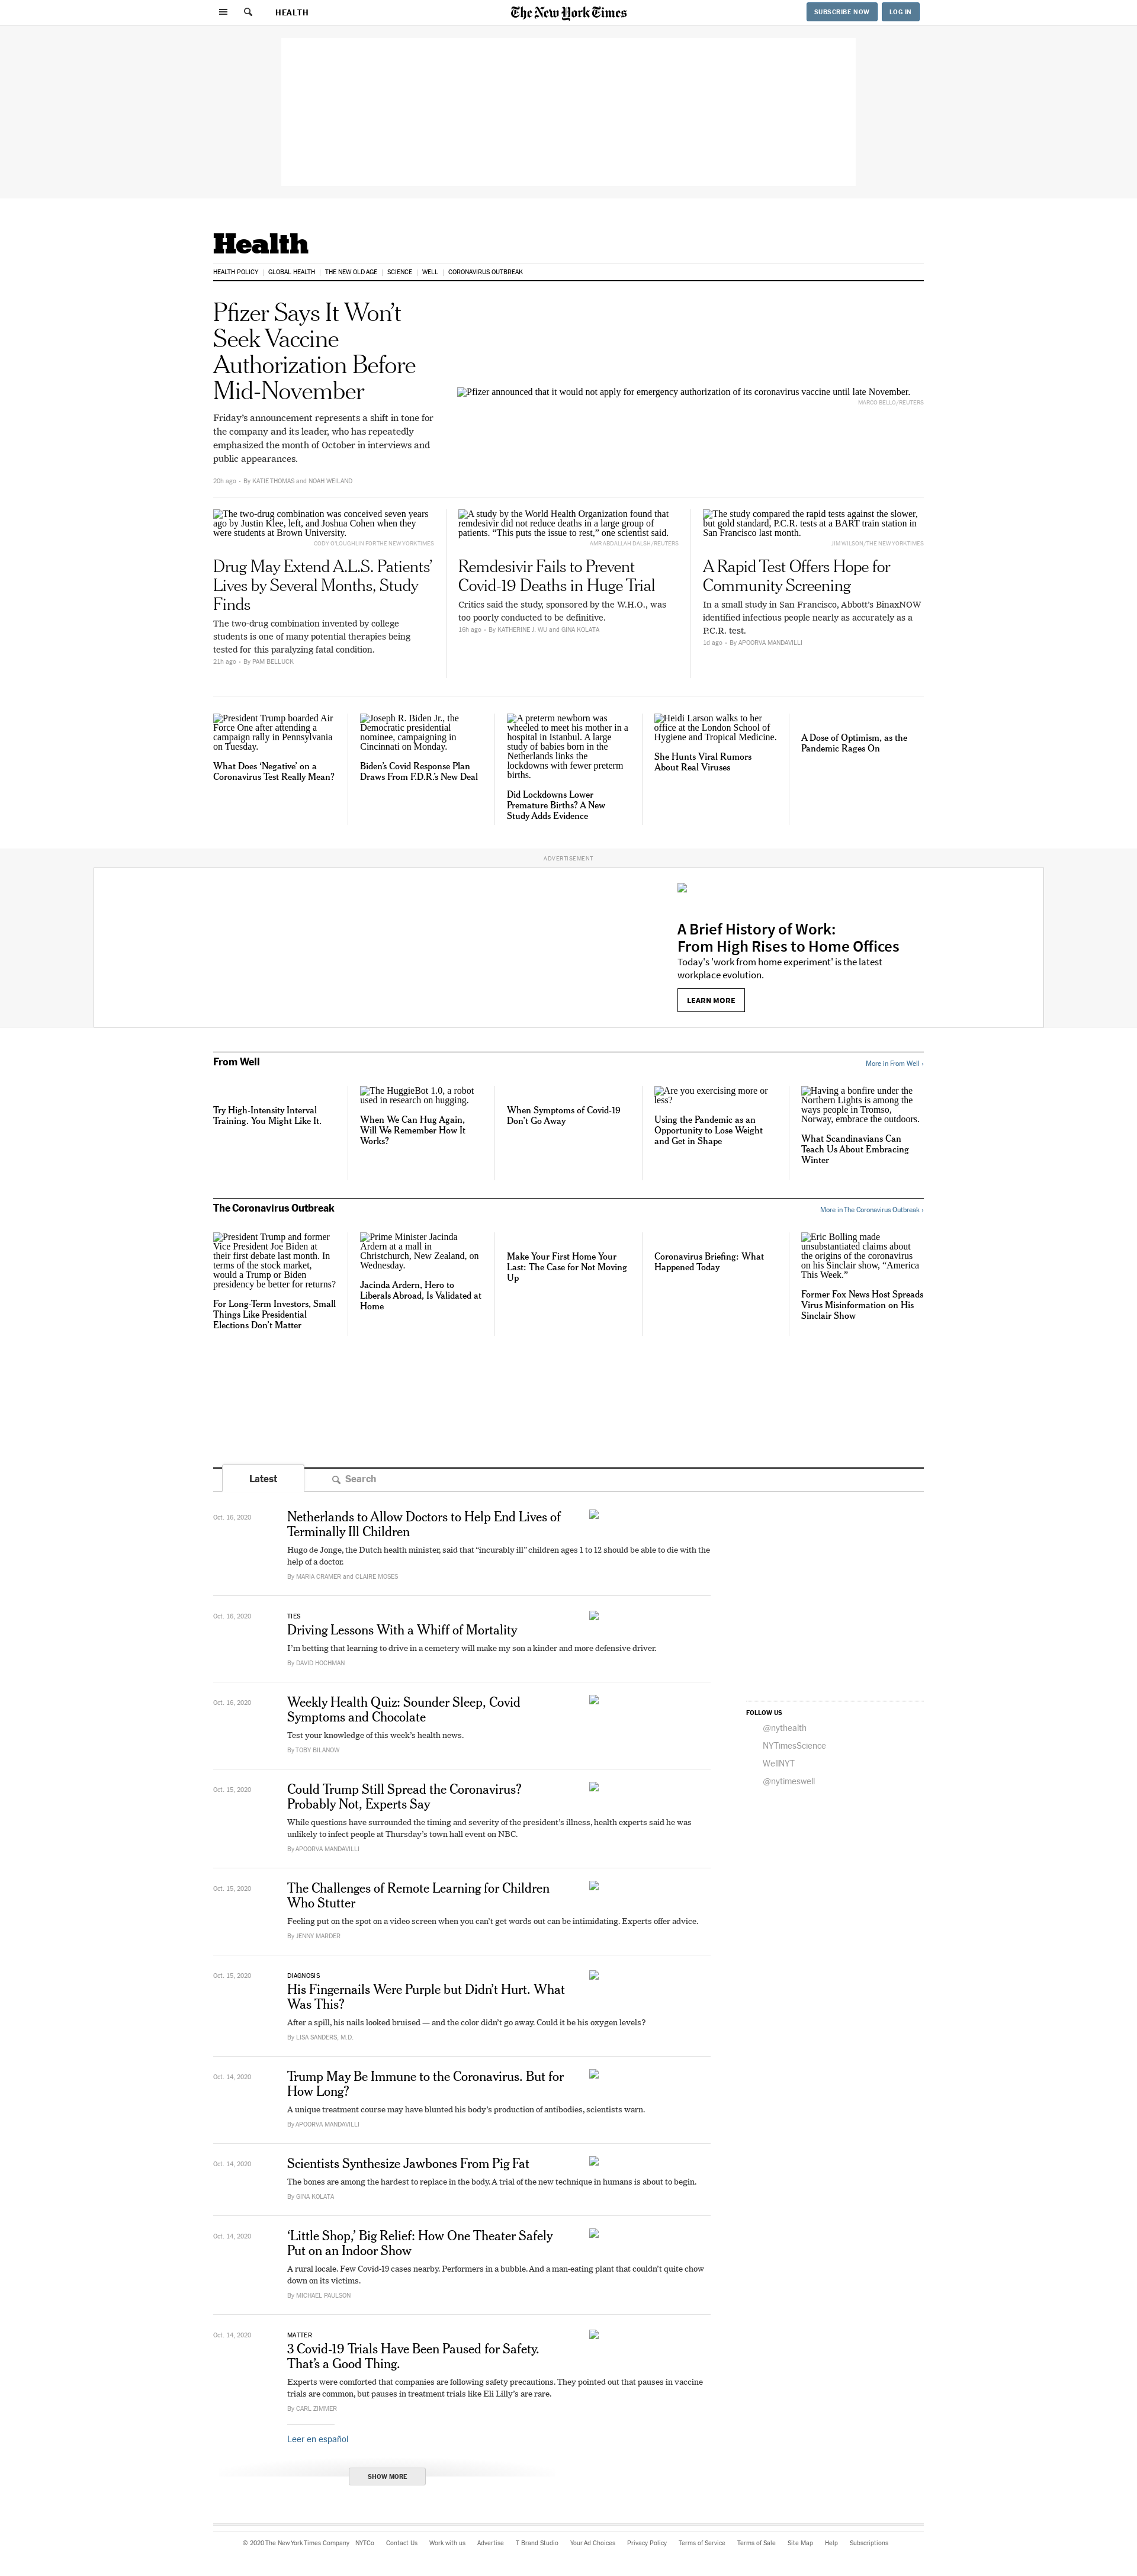 HEALTH
The New York Times
SUBSCRIBE NOW
LOG IN
Health
HEALTH POLICY | GLOBAL HEALTH | THE NEW OLD AGE | SCIENCE | WELL | CORONAVIRUS OUTBREAK
Pfizer Says It Won’t
Seek Vaccine
Authorization Before
Mid-November
Friday’s announcement represents a shift in tone for
the company and its leader, who has repeatedly
emphasized the month of October in interviews and
public appearances.
20h ago • By KATIE THOMAS and NOAH WEILAND
Pfizer announced that it would not apply for emergency authorization of its coronavirus vaccine until late November.
MARCO BELLO/REUTERS
The two-drug combination was conceived seven years
ago by Justin Klee, left, and Joshua Cohen when they
were students at Brown University.
CODY O’LOUGHLIN FOR THE NEW YORK TIMES
Drug May Extend A.L.S. Patients’
Lives by Several Months, Study
Finds
The two-drug combination invented by college
students is one of many potential therapies being
tested for this paralyzing fatal condition.
21h ago • By PAM BELLUCK
A study by the World Health Organization found that
remdesivir did not reduce deaths in a large group of
patients. “This puts the issue to rest,” one scientist said.
AMR ABDALLAH DALSH/REUTERS
Remdesivir Fails to Prevent
Covid-19 Deaths in Huge Trial
Critics said the study, sponsored by the W.H.O., was
too poorly conducted to be definitive.
16h ago • By KATHERINE J. WU and GINA KOLATA
The study compared the rapid tests against the slower,
but gold standard, P.C.R. tests at a BART train station in
San Francisco last month.
JIM WILSON/THE NEW YORK TIMES
A Rapid Test Offers Hope for
Community Screening
In a small study in San Francisco, Abbott’s BinaxNOW
identified infectious people nearly as accurately as a
P.C.R. test.
1d ago • By APOORVA MANDAVILLI
President Trump boarded Air
Force One after attending a
campaign rally in Pennsylvania
on Tuesday.
What Does ‘Negative’ on a
Coronavirus Test Really Mean?
Joseph R. Biden Jr., the
Democratic presidential
nominee, campaigning in
Cincinnati on Monday.
Biden’s Covid Response Plan
Draws From F.D.R.’s New Deal
A preterm newborn was
wheeled to meet his mother in a
hospital in Istanbul. A large
study of babies born in the
Netherlands links the
lockdowns with fewer preterm
births.
Did Lockdowns Lower
Premature Births? A New
Study Adds Evidence
Heidi Larson walks to her
office at the London School of
Hygiene and Tropical Medicine.
She Hunts Viral Rumors
About Real Viruses
A Dose of Optimism, as the
Pandemic Rages On
ADVERTISEMENT
A Brief History of Work:
From High Rises to Home Offices
Today's 'work from home experiment' is the latest
workplace evolution.
LEARN MORE
From Well
More in From Well ›
Try High-Intensity Interval
Training. You Might Like It.
The HuggieBot 1.0, a robot
used in research on hugging.
When We Can Hug Again,
Will We Remember How It
Works?
When Symptoms of Covid-19
Don’t Go Away
Are you exercising more or
less?
Using the Pandemic as an
Opportunity to Lose Weight
and Get in Shape
Having a bonfire under the
Northern Lights is among the
ways people in Tromso,
Norway, embrace the outdoors.
What Scandinavians Can
Teach Us About Embracing
Winter
The Coronavirus Outbreak
More in The Coronavirus Outbreak ›
President Trump and former
Vice President Joe Biden at
their first debate last month. In
terms of the stock market,
would a Trump or Biden
presidency be better for returns?
For Long-Term Investors, Small
Things Like Presidential
Elections Don’t Matter
Prime Minister Jacinda
Ardern at a mall in
Christchurch, New Zealand, on
Wednesday.
Jacinda Ardern, Hero to
Liberals Abroad, Is Validated at
Home
Make Your First Home Your
Last: The Case for Not Moving
Up
Coronavirus Briefing: What
Happened Today
Eric Bolling made
unsubstantiated claims about
the origins of the coronavirus
on his Sinclair show, “America
This Week.”
Former Fox News Host Spreads
Virus Misinformation on His
Sinclair Show
Latest
Search
Oct. 16, 2020
Netherlands to Allow Doctors to Help End Lives of
Terminally Ill Children
Hugo de Jonge, the Dutch health minister, said that “incurably ill” children ages 1 to 12 should be able to die with the
help of a doctor.
By MARIA CRAMER and CLAIRE MOSES
Oct. 16, 2020
TIES
Driving Lessons With a Whiff of Mortality
I’m betting that learning to drive in a cemetery will make my son a kinder and more defensive driver.
By DAVID HOCHMAN
Oct. 16, 2020
Weekly Health Quiz: Sounder Sleep, Covid
Symptoms and Chocolate
Test your knowledge of this week’s health news.
By TOBY BILANOW
FOLLOW US
@nythealth
NYTimesScience
WellNYT
@nytimeswell
Oct. 15, 2020
Could Trump Still Spread the Coronavirus?
Probably Not, Experts Say
While questions have surrounded the timing and severity of the president’s illness, health experts said he was
unlikely to infect people at Thursday’s town hall event on NBC.
By APOORVA MANDAVILLI
Oct. 15, 2020
The Challenges of Remote Learning for Children
Who Stutter
Feeling put on the spot on a video screen when you can’t get words out can be intimidating. Experts offer advice.
By JENNY MARDER
Oct. 15, 2020
DIAGNOSIS
His Fingernails Were Purple but Didn’t Hurt. What
Was This?
After a spill, his nails looked bruised — and the color didn’t go away. Could it be his oxygen levels?
By LISA SANDERS, M.D.
Oct. 14, 2020
Trump May Be Immune to the Coronavirus. But for
How Long?
A unique treatment course may have blunted his body’s production of antibodies, scientists warn.
By APOORVA MANDAVILLI
Oct. 14, 2020
Scientists Synthesize Jawbones From Pig Fat
The bones are among the hardest to replace in the body. A trial of the new technique in humans is about to begin.
By GINA KOLATA
Oct. 14, 2020
‘Little Shop,’ Big Relief: How One Theater Safely
Put on an Indoor Show
A rural locale. Few Covid-19 cases nearby. Performers in a bubble. And a man-eating plant that couldn’t quite chow
down on its victims.
By MICHAEL PAULSON
Oct. 14, 2020
MATTER
3 Covid-19 Trials Have Been Paused for Safety.
That’s a Good Thing.
Experts were comforted that companies are following safety precautions. They pointed out that pauses in vaccine
trials are common, but pauses in treatment trials like Eli Lilly’s are rare.
By CARL ZIMMER
Leer en español
SHOW MORE
© 2020 The New York Times Company NYTCo Contact Us Work with us Advertise T Brand Studio Your Ad Choices Privacy Policy Terms of Service Terms of Sale Site Map Help Subscriptions